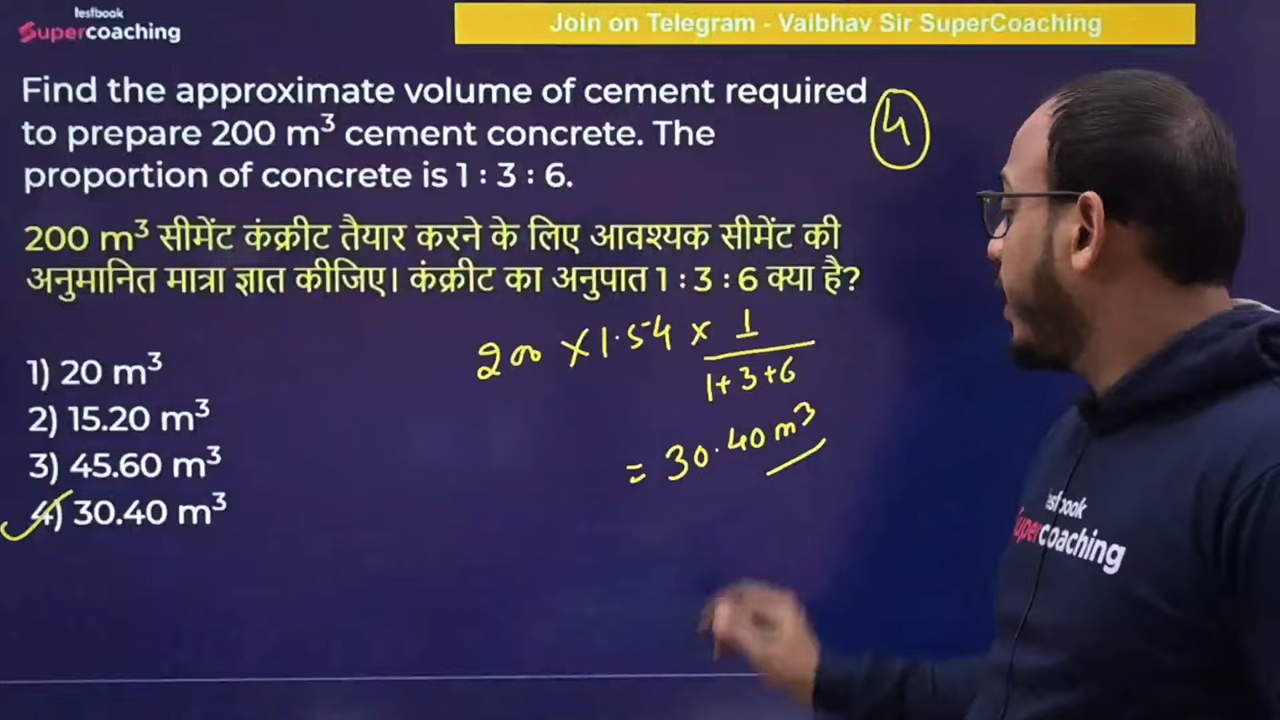 testbook
Supercoaching
Join on Telegram - Vaibhav Sir SuperCoaching
Find the approximate volume of cement required
to prepare 200 m³ cement concrete. The
proportion of concrete is 1 : 3 : 6.
4
200 m³ सीमेंट कंक्रीट तैयार करने के लिए आवश्यक सीमेंट की
अनुमानित मात्रा ज्ञात कीजिए। कंक्रीट का अनुपात 1 : 3 : 6 क्या है?
200 × 1.54 × 1
1+3+6
= 30.40 m³
1) 20 m³
2) 15.20 m³
3) 45.60 m³
4) 30.40 m³
testbook
Supercoaching